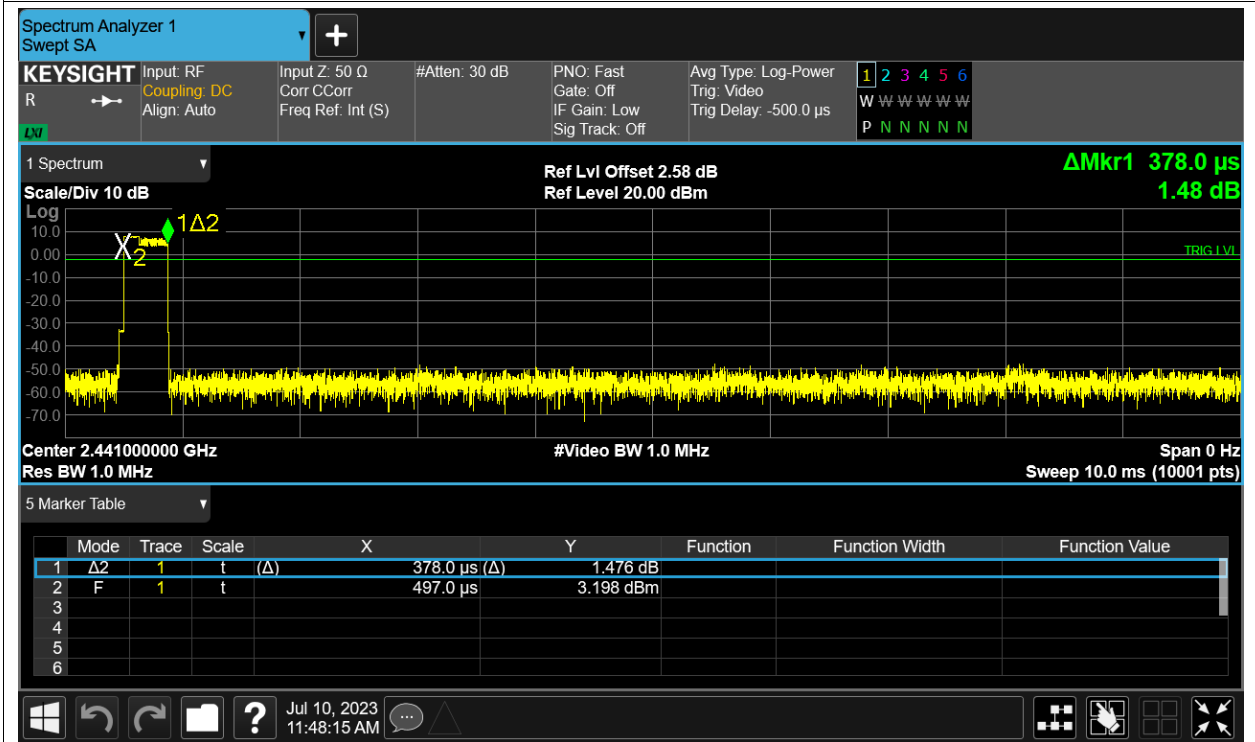 Spectrum Analyzer 1
Swept SA
▼
+
KEYSIGHT Input: RF Input Z: 50 Ω #Atten: 30 dB PNO: Fast Avg Type: Log-Power 1 2 3 4 5 6
R Coupling: DC Corr CCorr Gate: Off Trig: Video W W W W W W
Align: Auto Freq Ref: Int (S) IF Gain: Low Trig Delay: -500.0 µs
LXI Sig Track: Off P N N N N N
1 Spectrum ▼ Ref Lvl Offset 2.58 dB ΔMkr1 378.0 µs
Scale/Div 10 dB Ref Level 20.00 dBm 1.48 dB
Log
1Δ2
10.0
X2
0.00
TRIG LVL
-10.0
-20.0
-30.0
-40.0
-50.0
-60.0
-70.0
Center 2.441000000 GHz #Video BW 1.0 MHz Span 0 Hz
Res BW 1.0 MHz Sweep 10.0 ms (10001 pts)
5 Marker Table ▼
Mode Trace Scale X Y Function Function Width Function Value
1 Δ2 1 t (Δ) 378.0 µs (Δ) 1.476 dB
2 F 1 t 497.0 µs 3.198 dBm
3
4
5
6
? Jul 10, 2023
11:48:15 AM